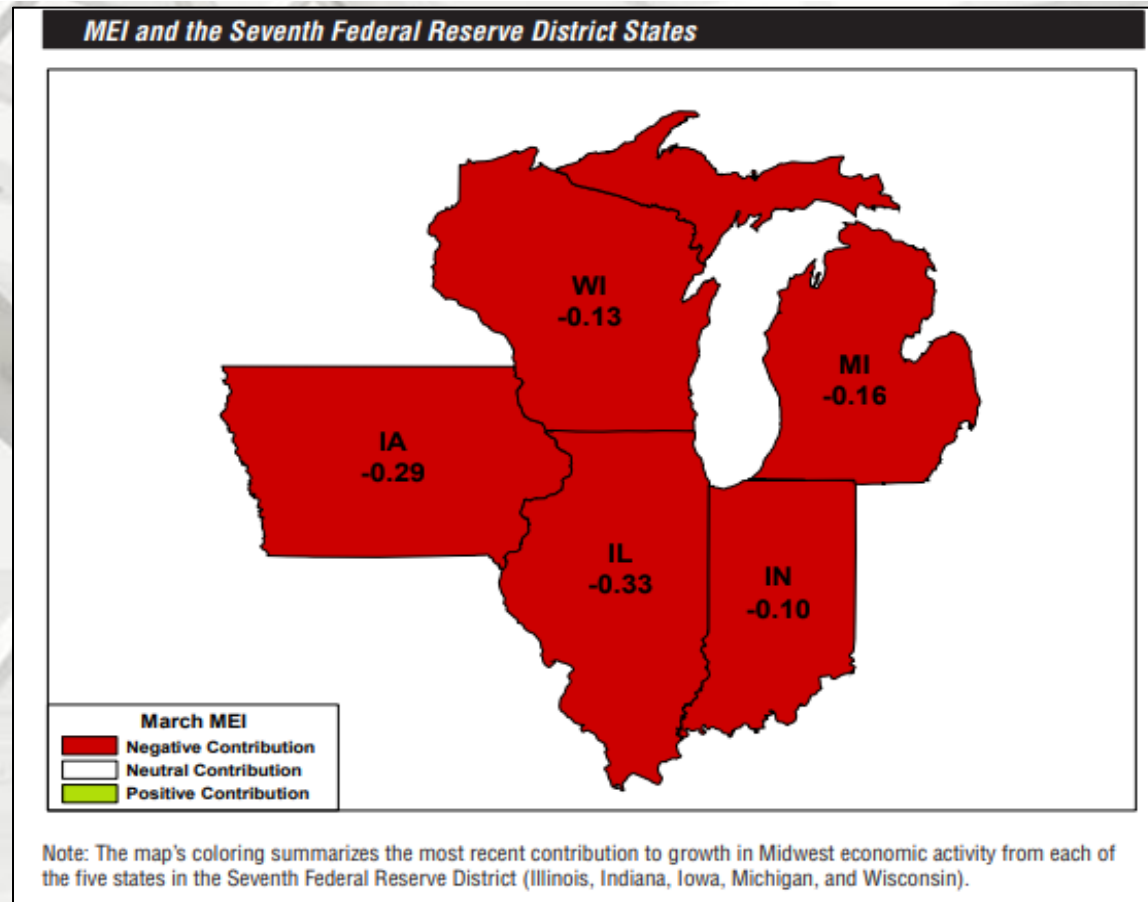 MEI and the Seventh Federal Reserve District States
WI
-0.13
MI
-0.16
IA
-0.29
IL
-0.33
IN
-0.10
March MEI
Negative Contribution
Neutral Contribution
Positive Contribution
Note: The map's coloring summarizes the most recent contribution to growth in Midwest economic activity from each of
the five states in the Seventh Federal Reserve District (Illinois, Indiana, Iowa, Michigan, and Wisconsin).